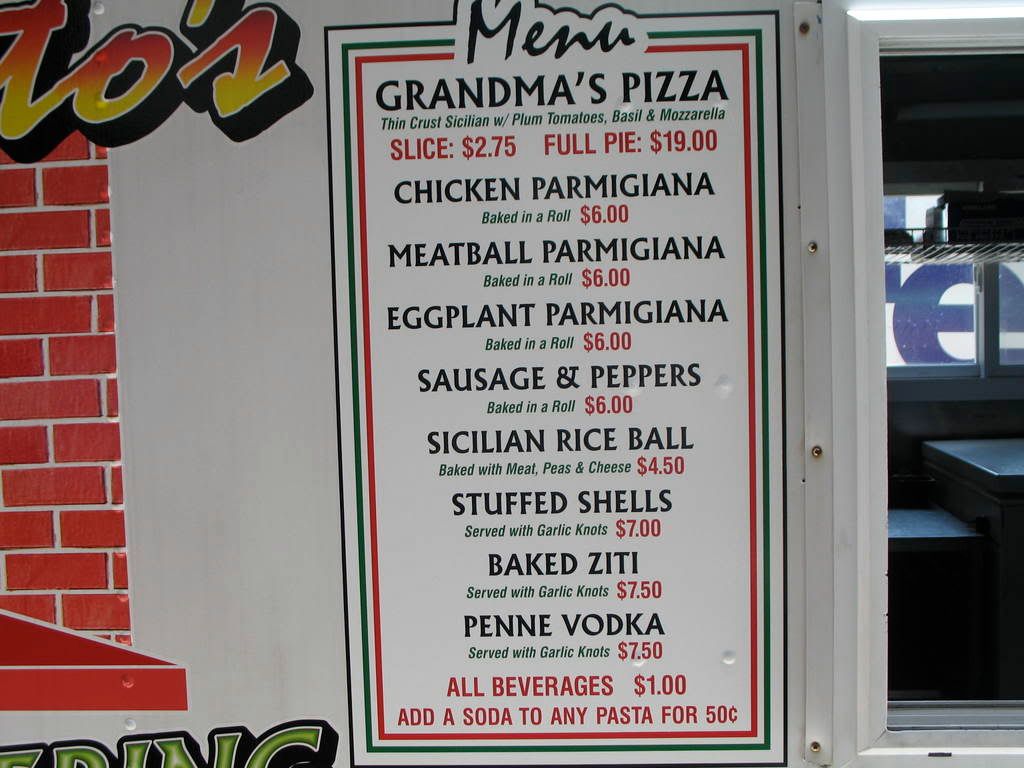 Menu
GRANDMA'S PIZZA
Thin Crust Sicilian w/ Plum Tomatoes, Basil & Mozzarella
SLICE: $2.75 FULL PIE: $19.00
CHICKEN PARMIGIANA
Baked in a Roll $6.00
MEATBALL PARMIGIANA
Baked in a Roll $6.00
EGGPLANT PARMIGIANA
Baked in a Roll $6.00
SAUSAGE & PEPPERS
Baked in a Roll $6.00
SICILIAN RICE BALL
Baked with Meat, Peas & Cheese $4.50
STUFFED SHELLS
Served with Garlic Knots $7.00
BAKED ZITI
Served with Garlic Knots $7.50
PENNE VODKA
Served with Garlic Knots $7.50
ALL BEVERAGES $1.00
ADD A SODA TO ANY PASTA FOR 50¢